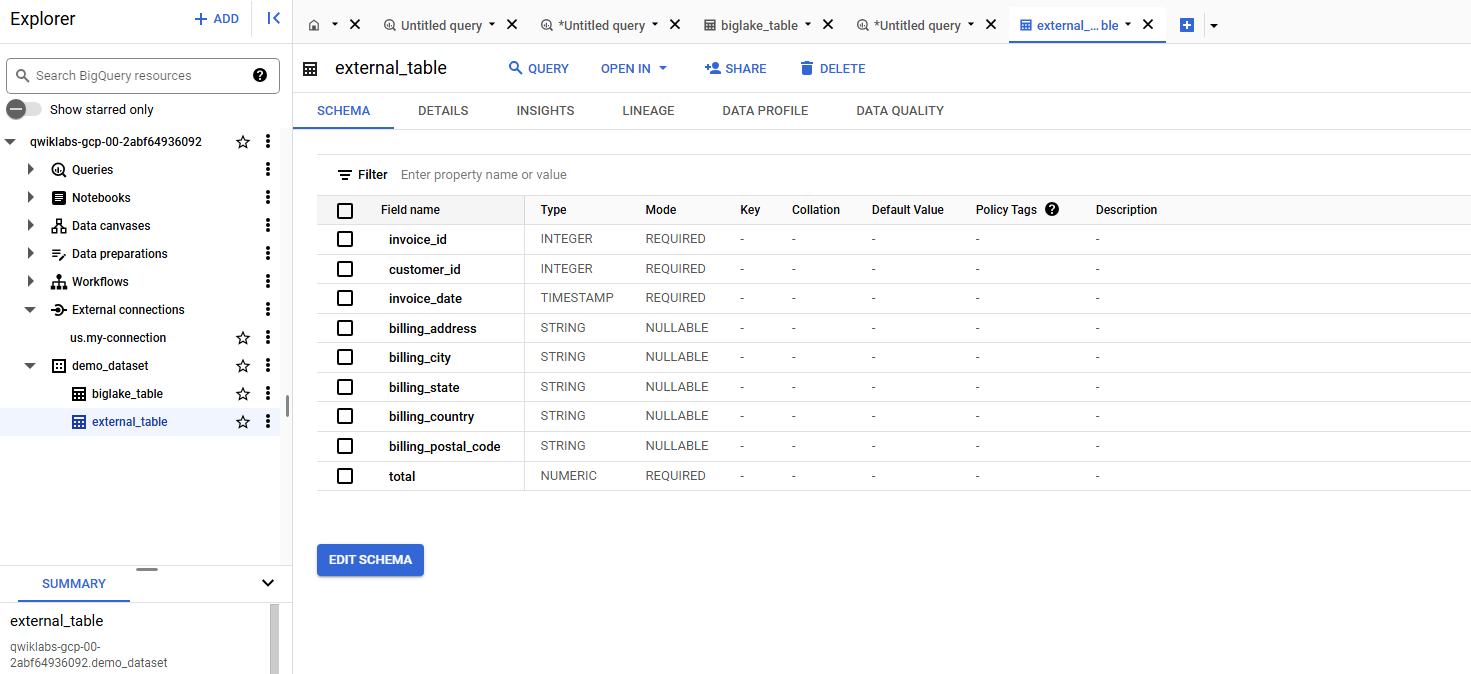 Explorer
+ ADD
Search BigQuery resources
Show starred only
qwiklabs-gcp-00-2abf64936092
Queries
Notebooks
Data canvases
Data preparations
Workflows
External connections
us.my-connection
demo_dataset
biglake_table
external_table
SUMMARY
external_table
qwiklabs-gcp-00-
2abf64936092.demo_dataset
Untitled query *Untitled query biglake_table *Untitled query external_... ble
external_table QUERY OPEN IN SHARE DELETE
SCHEMA DETAILS INSIGHTS LINEAGE DATA PROFILE DATA QUALITY
Filter Enter property name or value
Field name Type Mode Key Collation Default Value Policy Tags ? Description
invoice_id INTEGER REQUIRED - - - - -
customer_id INTEGER REQUIRED - - - - -
invoice_date TIMESTAMP REQUIRED - - - - -
billing_address STRING NULLABLE - - - - -
billing_city STRING NULLABLE - - - - -
billing_state STRING NULLABLE - - - - -
billing_country STRING NULLABLE - - - - -
billing_postal_code STRING NULLABLE - - - - -
total NUMERIC REQUIRED - - - - -
EDIT SCHEMA